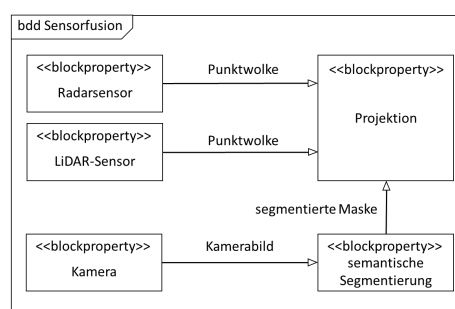 bdd Sensorfusion
<<blockproperty>>
Radarsensor
Punktwolke
<<blockproperty>>
Projektion
<<blockproperty>>
LiDAR-Sensor
Punktwolke
segmentierte Maske
<<blockproperty>>
Kamera
Kamerabild
<<blockproperty>>
semantische
Segmentierung